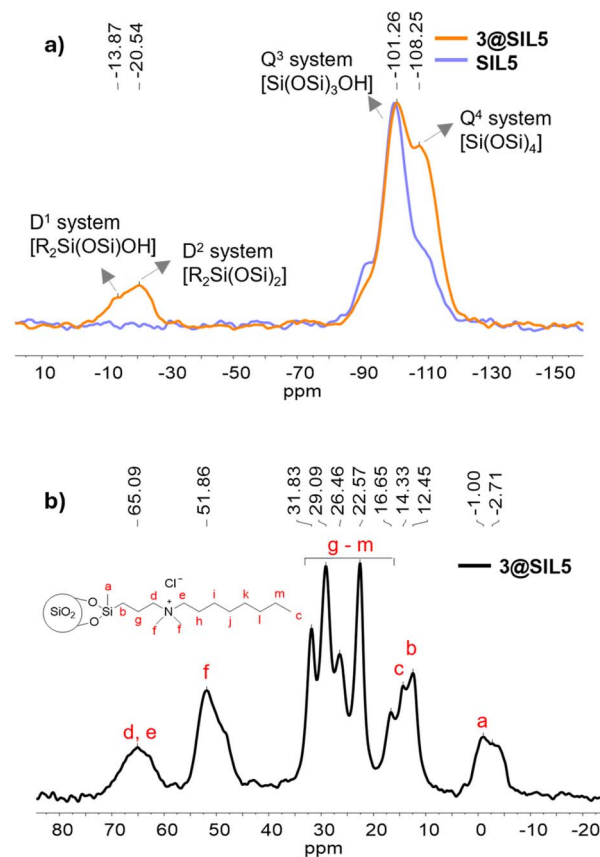 a)
-13.87
-20.54
-101.26
-108.25
3@SIL5
SIL5
Q³ system
[Si(OSi)₃OH]
Q⁴ system
[Si(OSi)₄]
D¹ system
[R₂Si(OSi)OH]
D² system
[R₂Si(OSi)₂]
10 -10 -30 -50 -70 -90 -110 -130 -150
ppm
b)
65.09
51.86
31.83
29.09
26.46
22.57
16.65
14.33
12.45
-1.00
-2.71
g - m
3@SIL5
Cl⁻
a
d e i k m
SiO₂ O Si N⁺
O b g f f h j l c
f
b
c
d, e
a
80 70 60 50 40 30 20 10 0 -10 -20
ppm